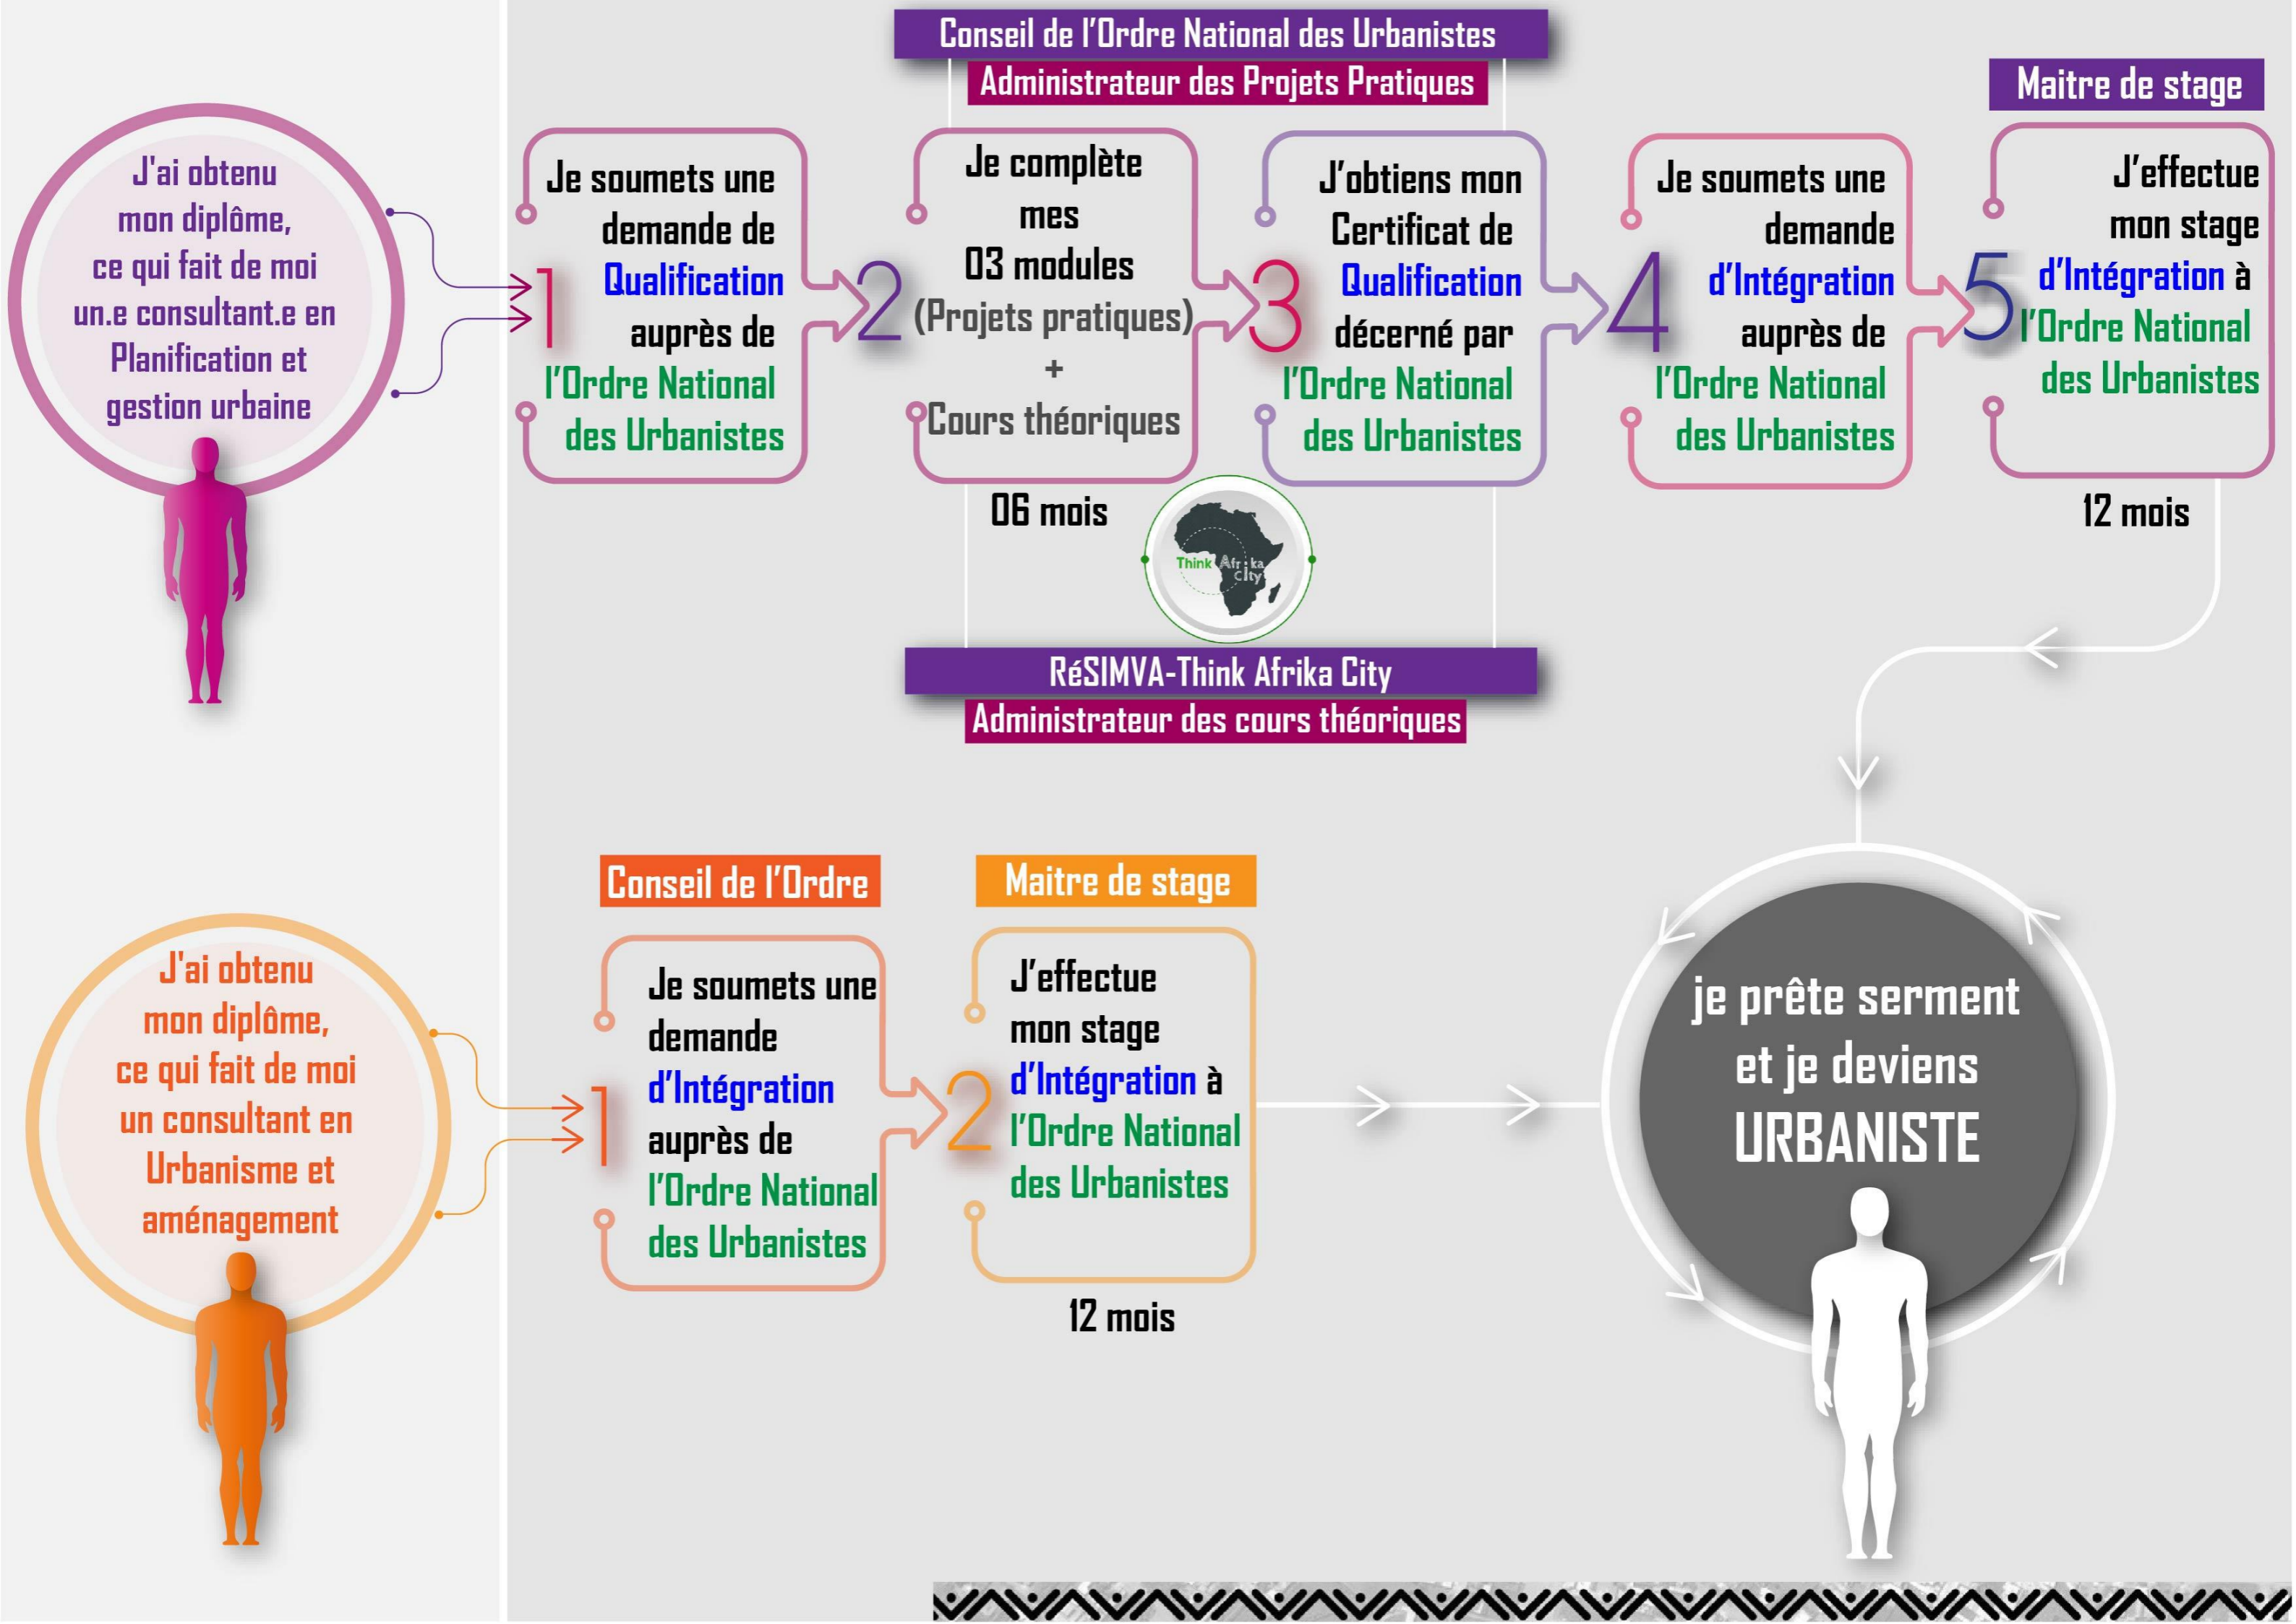 Conseil de l'Ordre National des Urbanistes
Administrateur des Projets Pratiques
Maitre de stage
J'ai obtenu
mon diplôme,
ce qui fait de moi
un.e consultant.e en
Planification et
gestion urbaine
1
Je soumets une
demande de
Qualification
auprès de
l'Ordre National
des Urbanistes
2
Je complète
mes
03 modules
(Projets pratiques)
+
Cours théoriques
06 mois
3
J'obtiens mon
Certificat de
Qualification
décerné par
l'Ordre National
des Urbanistes
4
Je soumets une
demande
d'Intégration
auprès de
l'Ordre National
des Urbanistes
5
J'effectue
mon stage
d'Intégration à
l'Ordre National
des Urbanistes
12 mois
Think Afrika
City
RéSIMVA-Think Afrika City
Administrateur des cours théoriques
Conseil de l'Ordre
Maitre de stage
J'ai obtenu
mon diplôme,
ce qui fait de moi
un consultant en
Urbanisme et
aménagement
1
Je soumets une
demande
d'Intégration
auprès de
l'Ordre National
des Urbanistes
2
J'effectue
mon stage
d'Intégration à
l'Ordre National
des Urbanistes
12 mois
je prête serment
et je deviens
URBANISTE